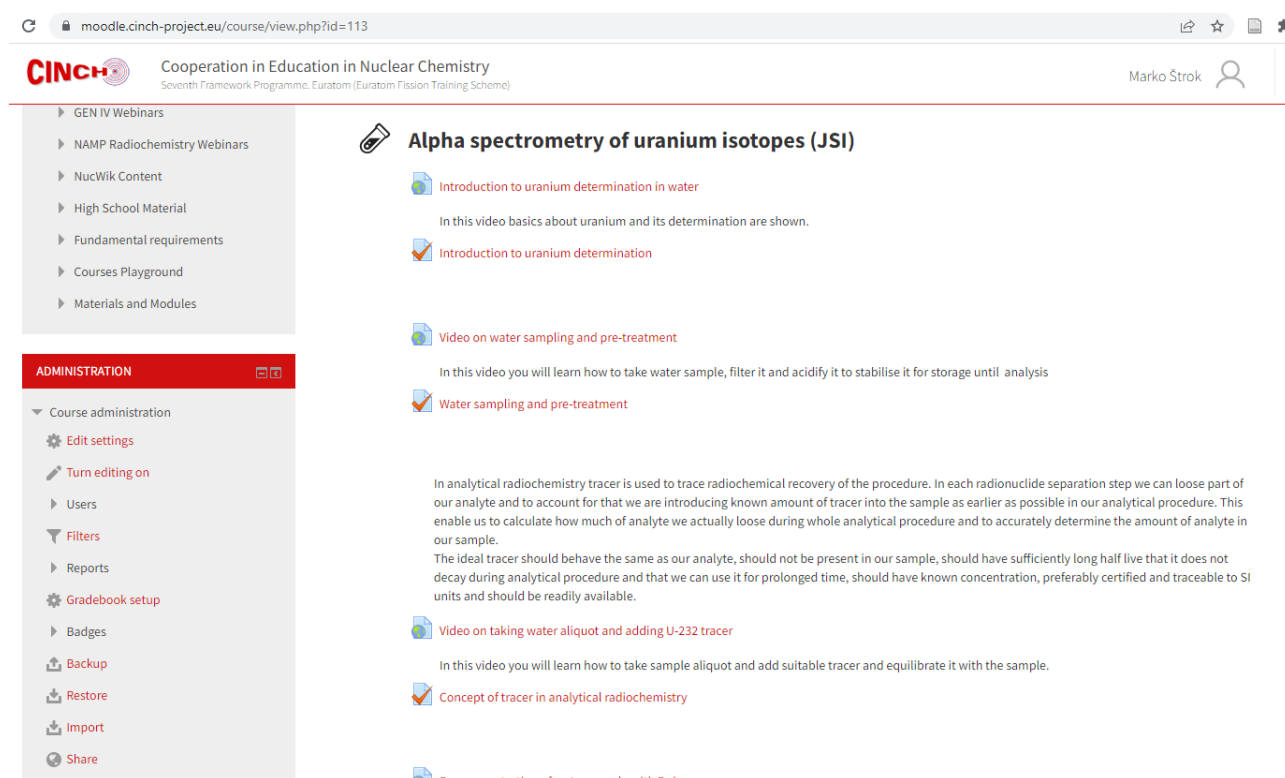 moodle.cinch-project.eu/course/view.php?id=113
CINCH
Cooperation in Education in Nuclear Chemistry
Seventh Framework Programme. Euratom (Euratom Fission Training Scheme)
Marko Štrok
GEN IV Webinars
NAMP Radiochemistry Webinars
NucWik Content
High School Material
Fundamental requirements
Courses Playground
Materials and Modules
ADMINISTRATION
Course administration
Edit settings
Turn editing on
Users
Filters
Reports
Gradebook setup
Badges
Backup
Restore
Import
Share
Alpha spectrometry of uranium isotopes (JSI)
Introduction to uranium determination in water
In this video basics about uranium and its determination are shown.
Introduction to uranium determination
Video on water sampling and pre-treatment
In this video you will learn how to take water sample, filter it and acidify it to stabilise it for storage until analysis
Water sampling and pre-treatment
In analytical radiochemistry tracer is used to trace radiochemical recovery of the procedure. In each radionuclide separation step we can loose part of
our analyte and to account for that we are introducing known amount of tracer into the sample as earlier as possible in our analytical procedure. This
enable us to calculate how much of analyte we actually loose during whole analytical procedure and to accurately determine the amount of analyte in
our sample.
The ideal tracer should behave the same as our analyte, should not be present in our sample, should have sufficiently long half live that it does not
decay during analytical procedure and that we can use it for prolonged time, should have known concentration, preferably certified and traceable to SI
units and should be readily available.
Video on taking water aliquot and adding U-232 tracer
In this video you will learn how to take sample aliquot and add suitable tracer and equilibrate it with the sample.
Concept of tracer in analytical radiochemistry